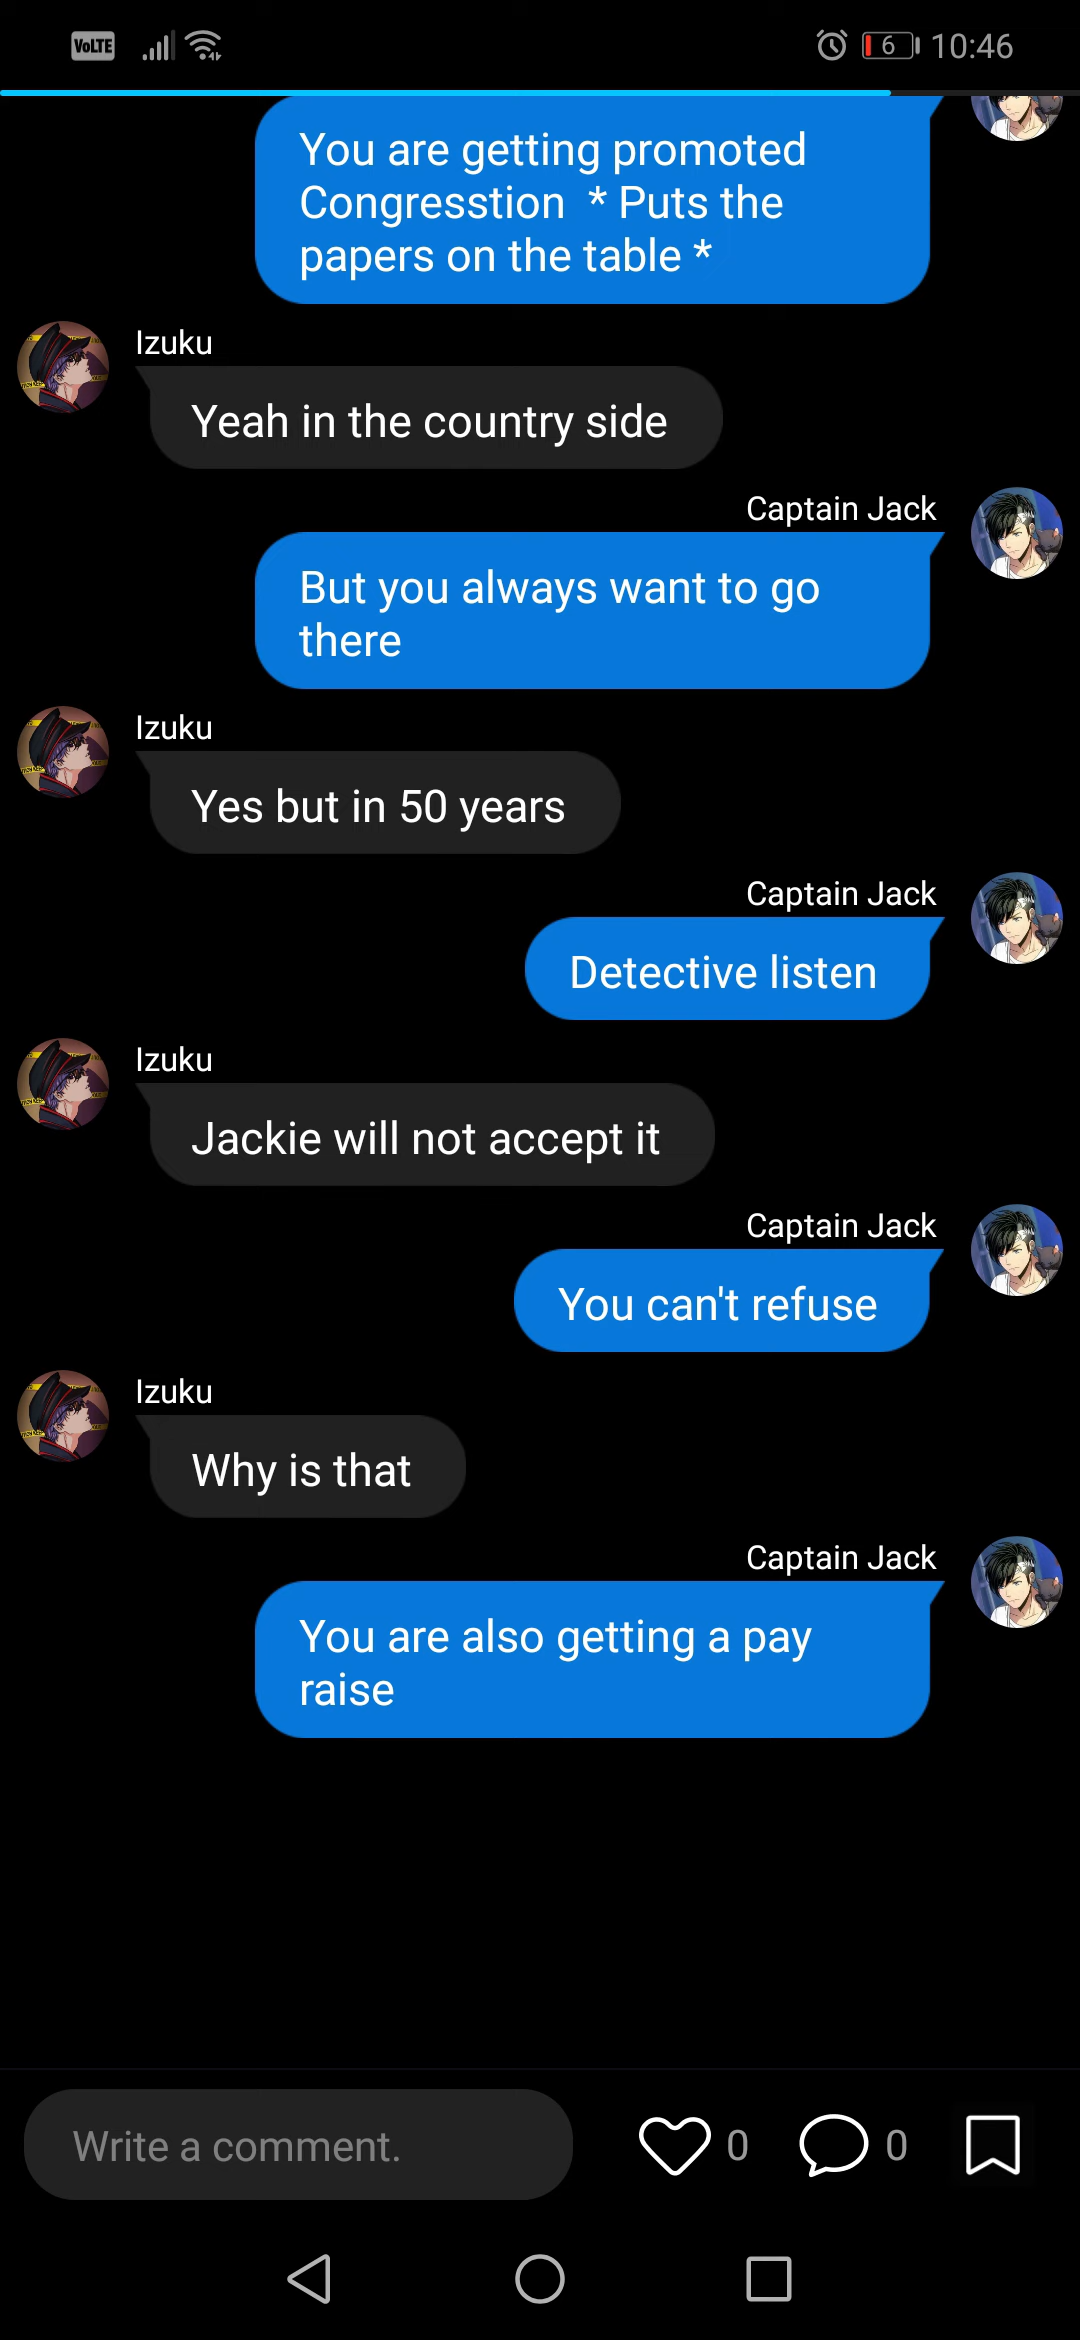 VoLTE 6 10:46
You are getting promoted
Congresstion * Puts the
papers on the table *
Izuku
Yeah in the country side
Captain Jack
But you always want to go
there
Izuku
Yes but in 50 years
Captain Jack
Detective listen
Izuku
Jackie will not accept it
Captain Jack
You can't refuse
Izuku
Why is that
Captain Jack
You are also getting a pay
raise
Write a comment. 0 0